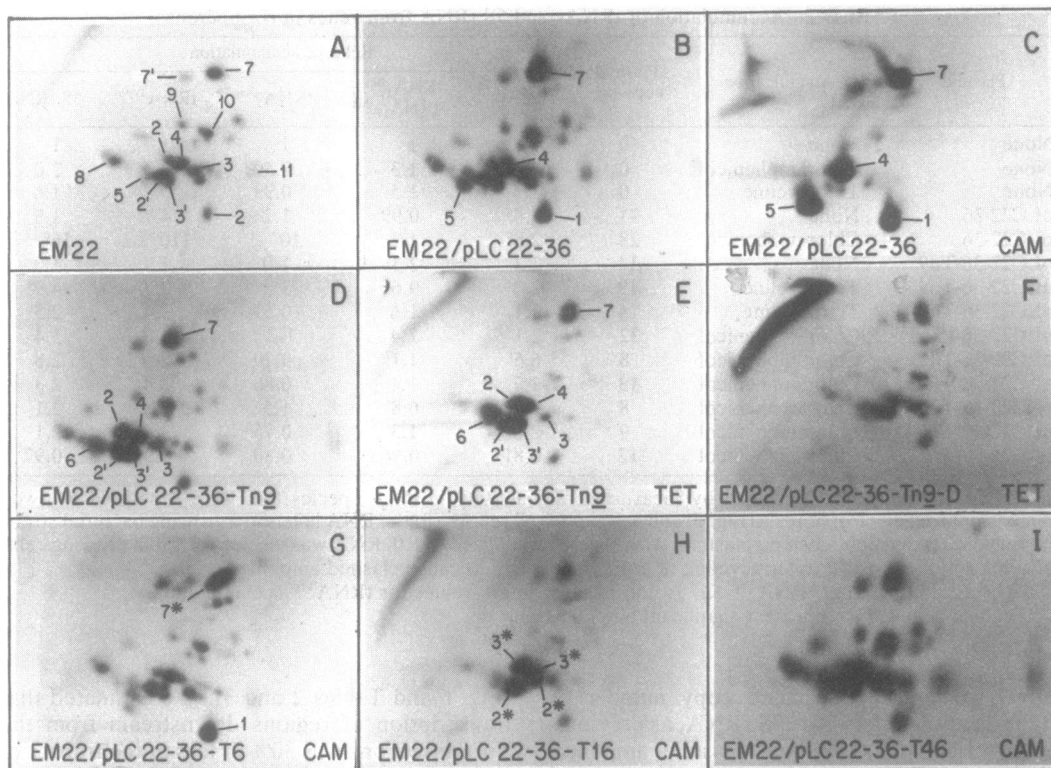 A
7' 7
9
10
2 4
3
8 11
5
2' 3' 2
EM22
B
7
4
5
1
EM22/pLC 22-36
C
7
4
5
1
EM22/pLC 22-36 CAM
D
7
2 4
6
2' 3' 3
EM22/pLC 22-36-Tn9
E
7
2 4
6
2' 3' 3
EM22/pLC 22-36-Tn9 TET
F
EM22/pLC22-36-Tn9-D TET
G
7*
1
EM22/pLC 22-36-T6 CAM
H
3*
3*
2* 2*
EM22/pLC 22-36-T16 CAM
I
EM22/pLC 22-36-T46 CAM